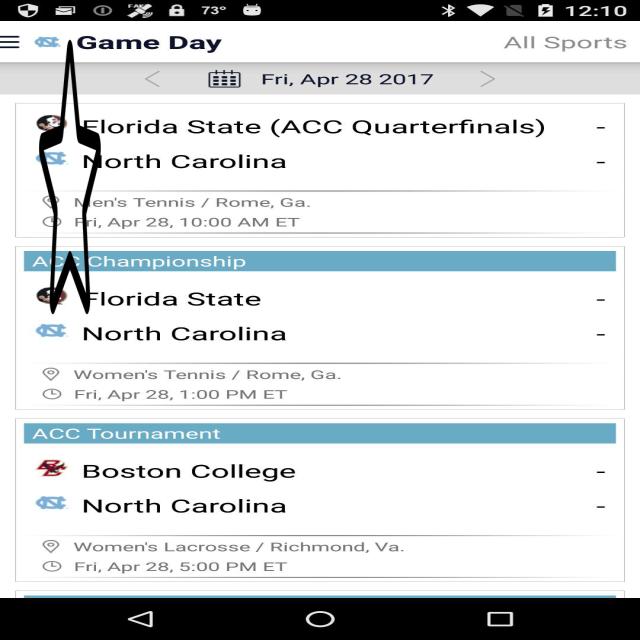 73° 12:10
Game Day All Sports
Fri, Apr 28 2017
Florida State (ACC Quarterfinals) -
North Carolina -
Men's Tennis / Rome, Ga.
Fri, Apr 28, 10:00 AM ET
ACC Championship
Florida State -
North Carolina -
Women's Tennis / Rome, Ga.
Fri, Apr 28, 1:00 PM ET
ACC Tournament
Boston College -
North Carolina -
Women's Lacrosse / Richmond, Va.
Fri, Apr 28, 5:00 PM ET